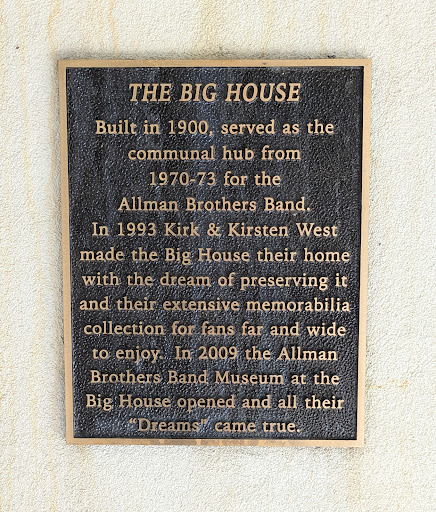 THE BIG HOUSE
Built in 1900, served as the
communal hub from
1970-73 for the
Allman Brothers Band.
In 1993 Kirk & Kirsten West
made the Big House their home
with the dream of preserving it
and their extensive memorabilia
collection for fans far and wide
to enjoy. In 2009 the Allman
Brothers Band Museum at the
Big House opened and all their
“Dreams” came true.